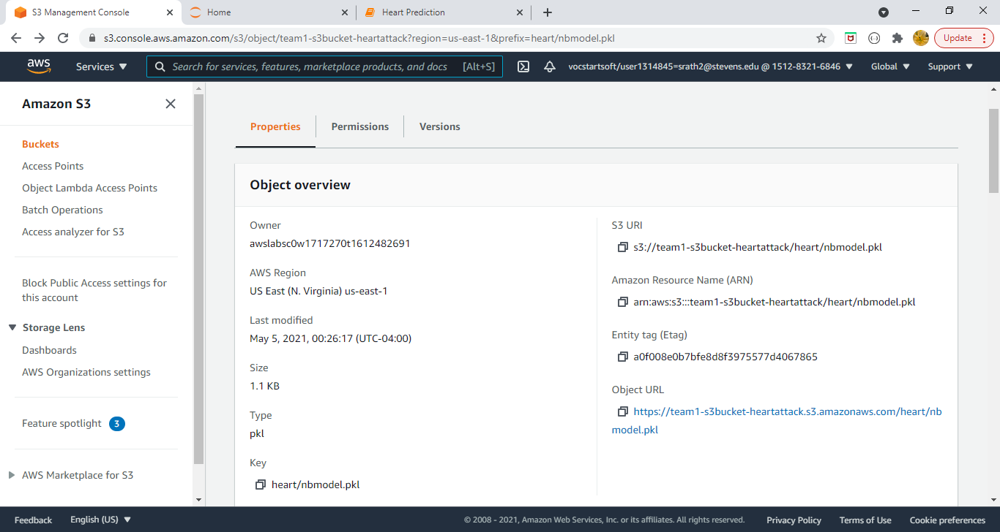 S3 Management Console
Home
Heart Prediction
s3.console.aws.amazon.com/s3/object/team1-s3bucket-heartattack?region=us-east-1&prefix=heart/nbmodel.pkl
Update
aws
Services
Search for services, features, marketplace products, and docs [Alt+S]
vocstartsoft/user1314845=srath2@stevens.edu @ 1512-8321-6846
Global
Support
Amazon S3
Buckets
Access Points
Object Lambda Access Points
Batch Operations
Access analyzer for S3
Block Public Access settings for
this account
Storage Lens
Dashboards
AWS Organizations settings
Feature spotlight 3
AWS Marketplace for S3
Properties
Permissions
Versions
Object overview
Owner
awslabsc0w1717270t1612482691
AWS Region
US East (N. Virginia) us-east-1
Last modified
May 5, 2021, 00:26:17 (UTC-04:00)
Size
1.1 KB
Type
pkl
Key
heart/nbmodel.pkl
S3 URI
s3://team1-s3bucket-heartattack/heart/nbmodel.pkl
Amazon Resource Name (ARN)
arn:aws:s3:::team1-s3bucket-heartattack/heart/nbmodel.pkl
Entity tag (Etag)
a0f008e0b7bfe8d8f3975577d4067865
Object URL
https://team1-s3bucket-heartattack.s3.amazonaws.com/heart/nb
model.pkl
Feedback
English (US)
© 2008 - 2021, Amazon Web Services, Inc. or its affiliates. All rights reserved.
Privacy Policy
Terms of Use
Cookie preferences